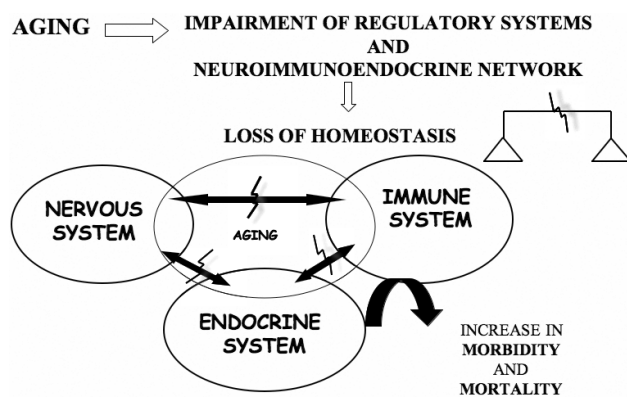 AGING
IMPAIRMENT OF REGULATORY SYSTEMS
AND
NEUROIMMUNOENDOCRINE NETWORK
LOSS OF HOMEOSTASIS
NERVOUS
SYSTEM
IMMUNE
SYSTEM
AGING
ENDOCRINE
SYSTEM
INCREASE IN
MORBIDITY
AND
MORTALITY